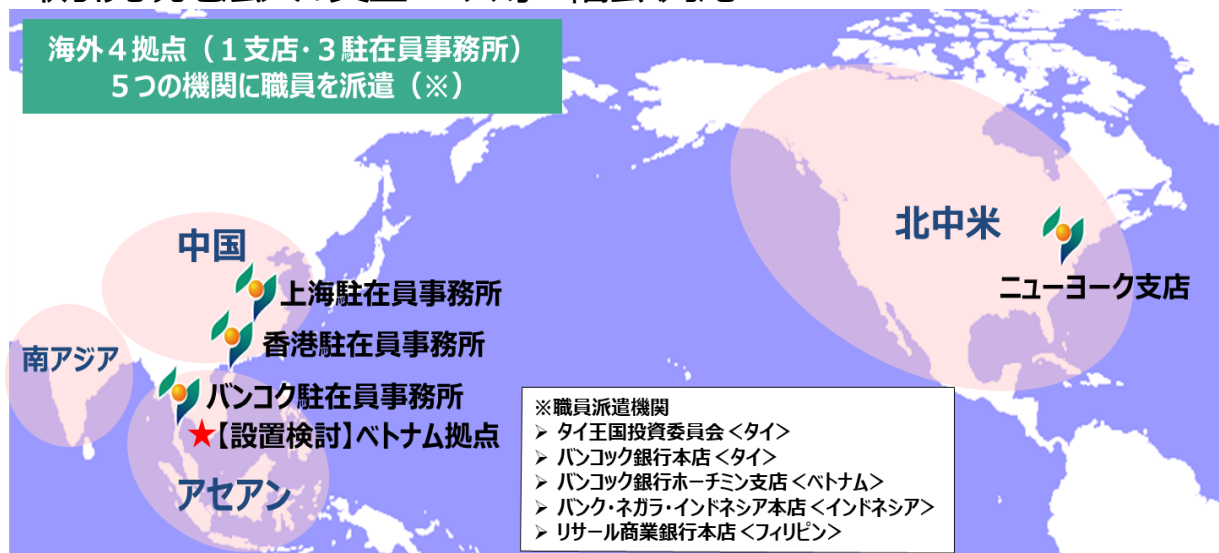 海外４拠点（１支店・３駐在員事務所）
５つの機関に職員を派遣（※）
中国
北中米
上海駐在員事務所
ニューヨーク支店
香港駐在員事務所
南アジア
バンコク駐在員事務所
★【設置検討】ベトナム拠点
アセアン
※職員派遣機関
➢ タイ王国投資委員会＜タイ＞
➢ バンコック銀行本店＜タイ＞
➢ バンコック銀行ホーチミン支店＜ベトナム＞
➢ バンク・ネガラ・インドネシア本店＜インドネシア＞
➢ リサール商業銀行本店＜フィリピン＞